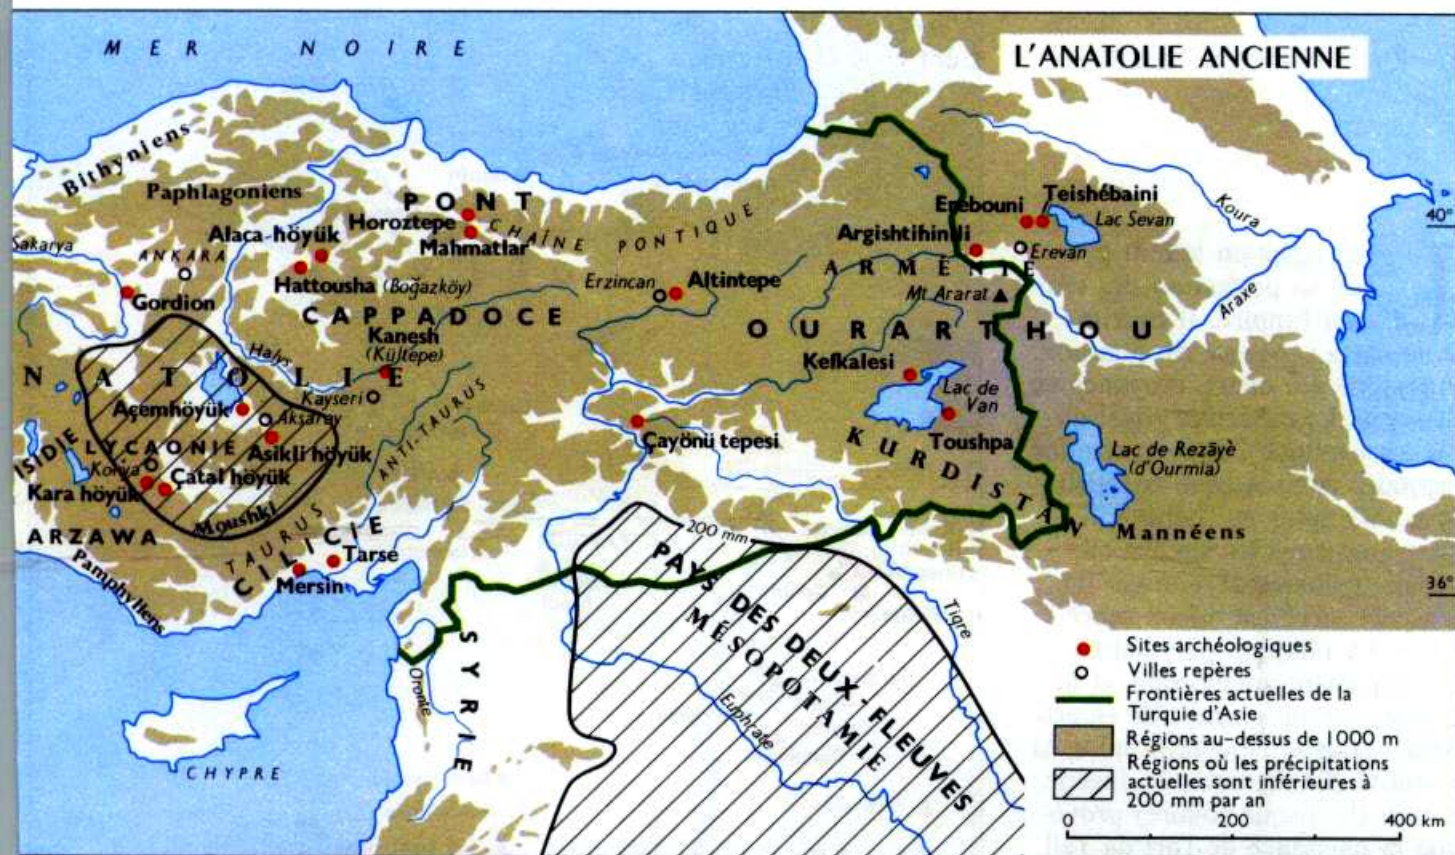 L'ANATOLIE ANCIENNE
MER NOIRE
Bithyniens
Paphlagoniens
PONT
Horoztepe
CHAÎNE PONTIQUE
Mahmatlar
Alaca-höyük
Sakarya
ANKARA
Gordion
Hattousha (Boğazköy)
CAPPADOCE
Kanesh
(Kültepe)
Halys
Kayseri
NATOLIE
Açemhöyük
Aksaray
LYCAONIE
Asikli höyük
Konya
Çatal höyük
Kara höyük
ISIDIE
Moushki
ARZAWA
Pamphyliens
TAURUS
ANTI-TAURUS
CILICIE
Tarse
Mersin
Erzincan
Altintepe
Erebouni
Teishébaini
Lac Sevan
Argishtihinili
Erevan
ARMÉNIE
Mt Ararat
Koura
Araxe
OURARTHOU
Kefkalesi
Lac de
Van
Toushpa
Çayönü tepesi
KURDISTAN
Lac de Rezāyè
(d'Ourmia)
Mannéens
40°
36°
200 mm
PAYS DES DEUX-FLEUVES
MÉSOPOTAMIE
Tigre
Euphrate
SYRIE
Oronte
CHYPRE
Sites archéologiques
Villes repères
Frontières actuelles de la
Turquie d'Asie
Régions au-dessus de 1000 m
Régions où les précipitations
actuelles sont inférieures à
200 mm par an
0 200 400 km